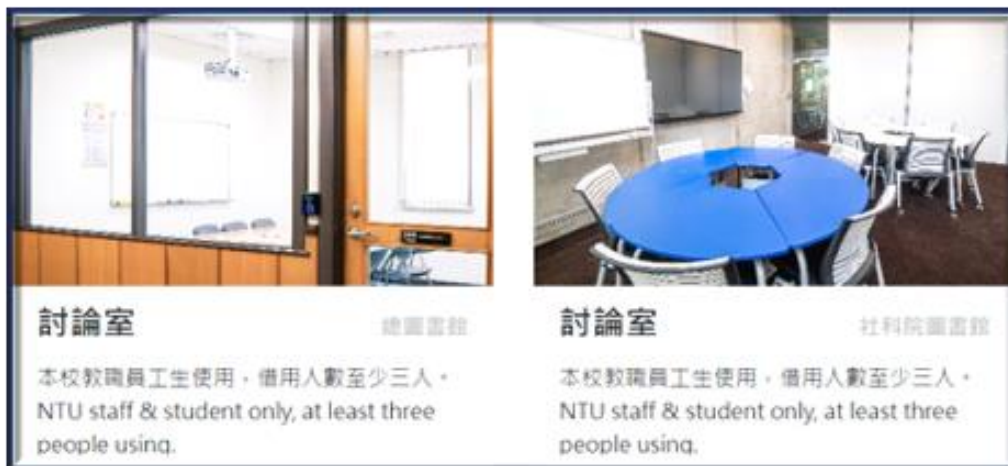 討論室
總圖書館
本校教職員工生使用，借用人數至少三人。
NTU staff & student only, at least three
people using.
討論室
社科院圖書館
本校教職員工生使用，借用人數至少三人。
NTU staff & student only, at least three
people using.